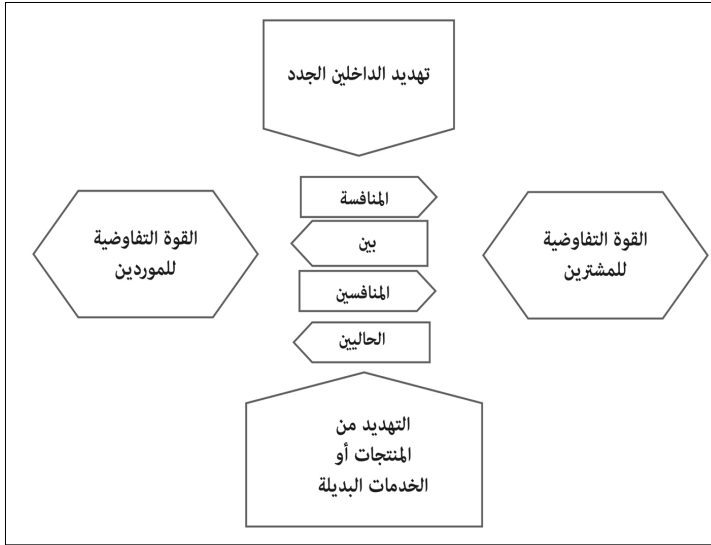 تهديد الداخلين الجدد
المنافسة
بين
المنافسين
الحاليين
القوة التفاوضية
للمشترين
القوة التفاوضية
للموردين
التهديد من
المنتجات أو
الخدمات البديلة